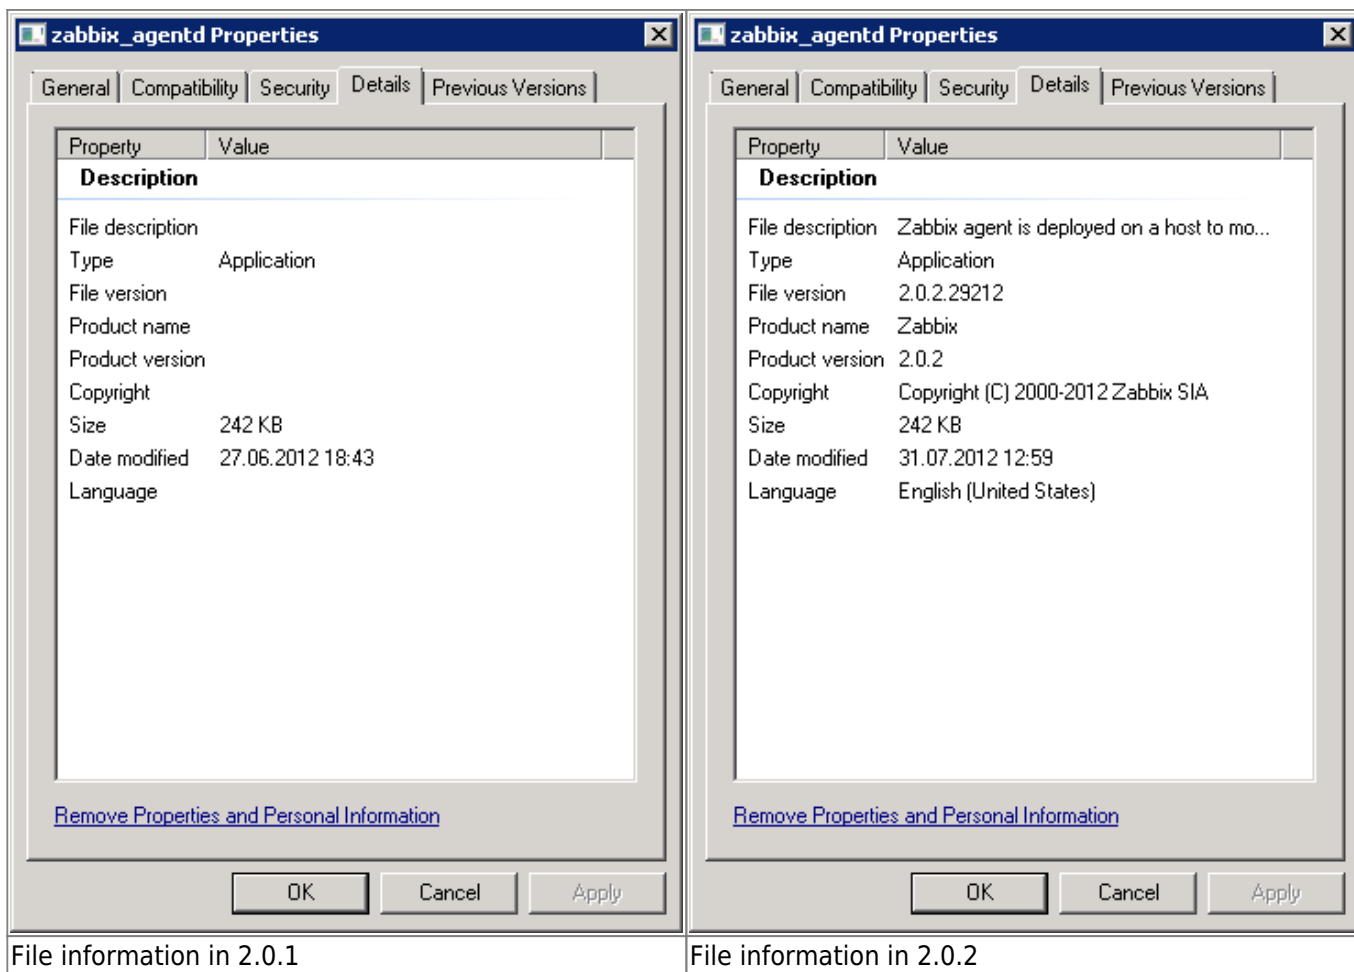 zabbix_agentd Properties
General Compatibility Security Details Previous Versions
Property Value
Description
File description
Type Application
File version
Product name
Product version
Copyright
Size 242 KB
Date modified 27.06.2012 18:43
Language
Remove Properties and Personal Information
OK Cancel Apply
File information in 2.0.1
zabbix_agentd Properties
General Compatibility Security Details Previous Versions
Property Value
Description
File description Zabbix agent is deployed on a host to mo...
Type Application
File version 2.0.2.29212
Product name Zabbix
Product version 2.0.2
Copyright Copyright (C) 2000-2012 Zabbix SIA
Size 242 KB
Date modified 31.07.2012 12:59
Language English (United States)
Remove Properties and Personal Information
OK Cancel Apply
File information in 2.0.2